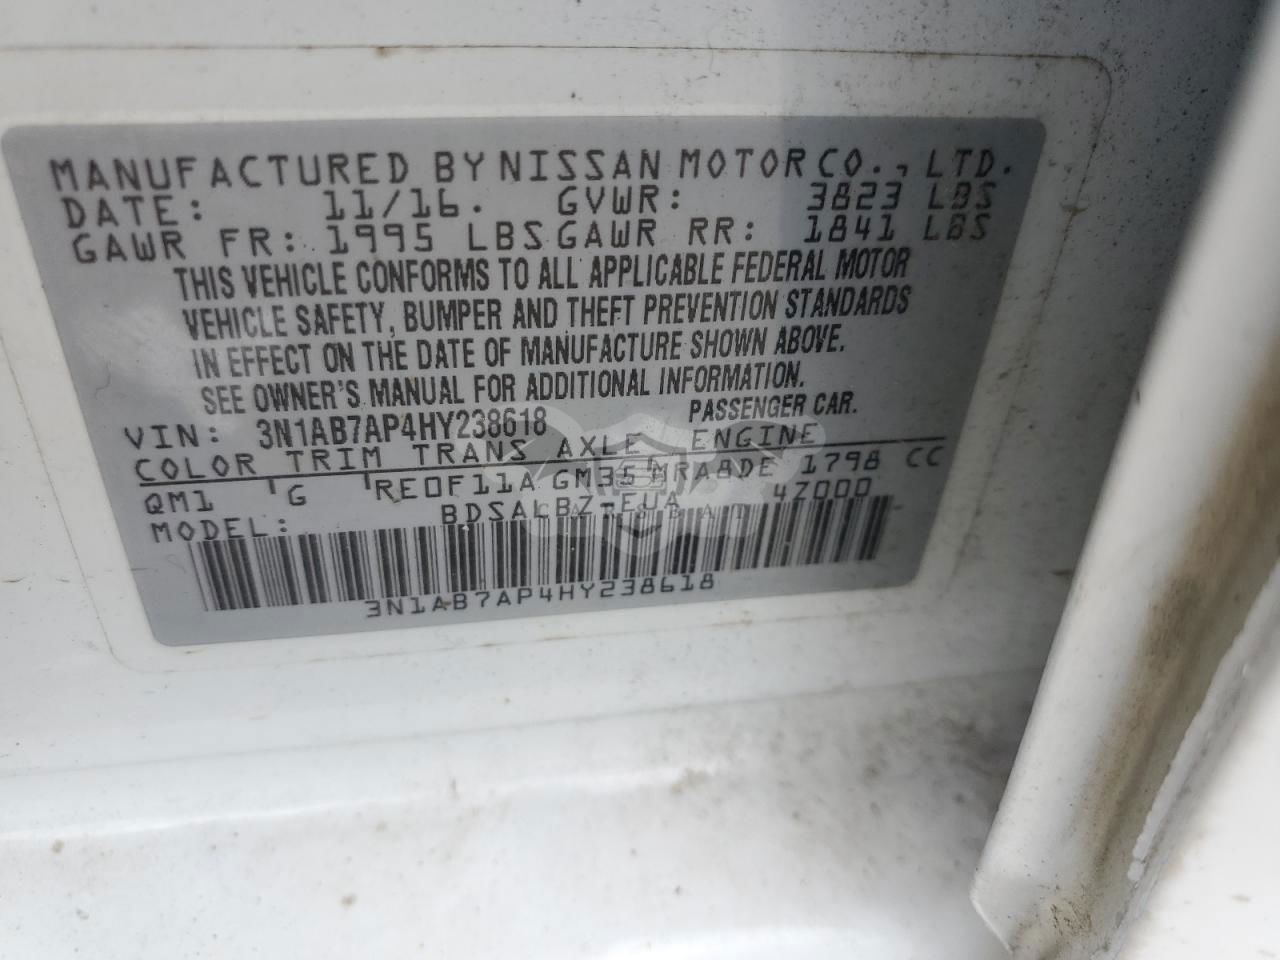 MANUFACTURED BY NISSAN MOTOR CO., LTD.
DATE: 11/16. GVWR: 3823 LBS
GAWR FR: 1995 LBS GAWR RR: 1841 LBS
THIS VEHICLE CONFORMS TO ALL APPLICABLE FEDERAL MOTOR
VEHICLE SAFETY, BUMPER AND THEFT PREVENTION STANDARDS
IN EFFECT ON THE DATE OF MANUFACTURE SHOWN ABOVE.
SEE OWNER'S MANUAL FOR ADDITIONAL INFORMATION.
VIN: 3N1AB7AP4HY238618 PASSENGER CAR.
COLOR TRIM TRANS AXLE ENGINE
QM1 G RE0F11A GM35 MRA8DE 1798 CC
MODEL: BDSALBZ-EUA 47000
3N1AB7AP4HY238618